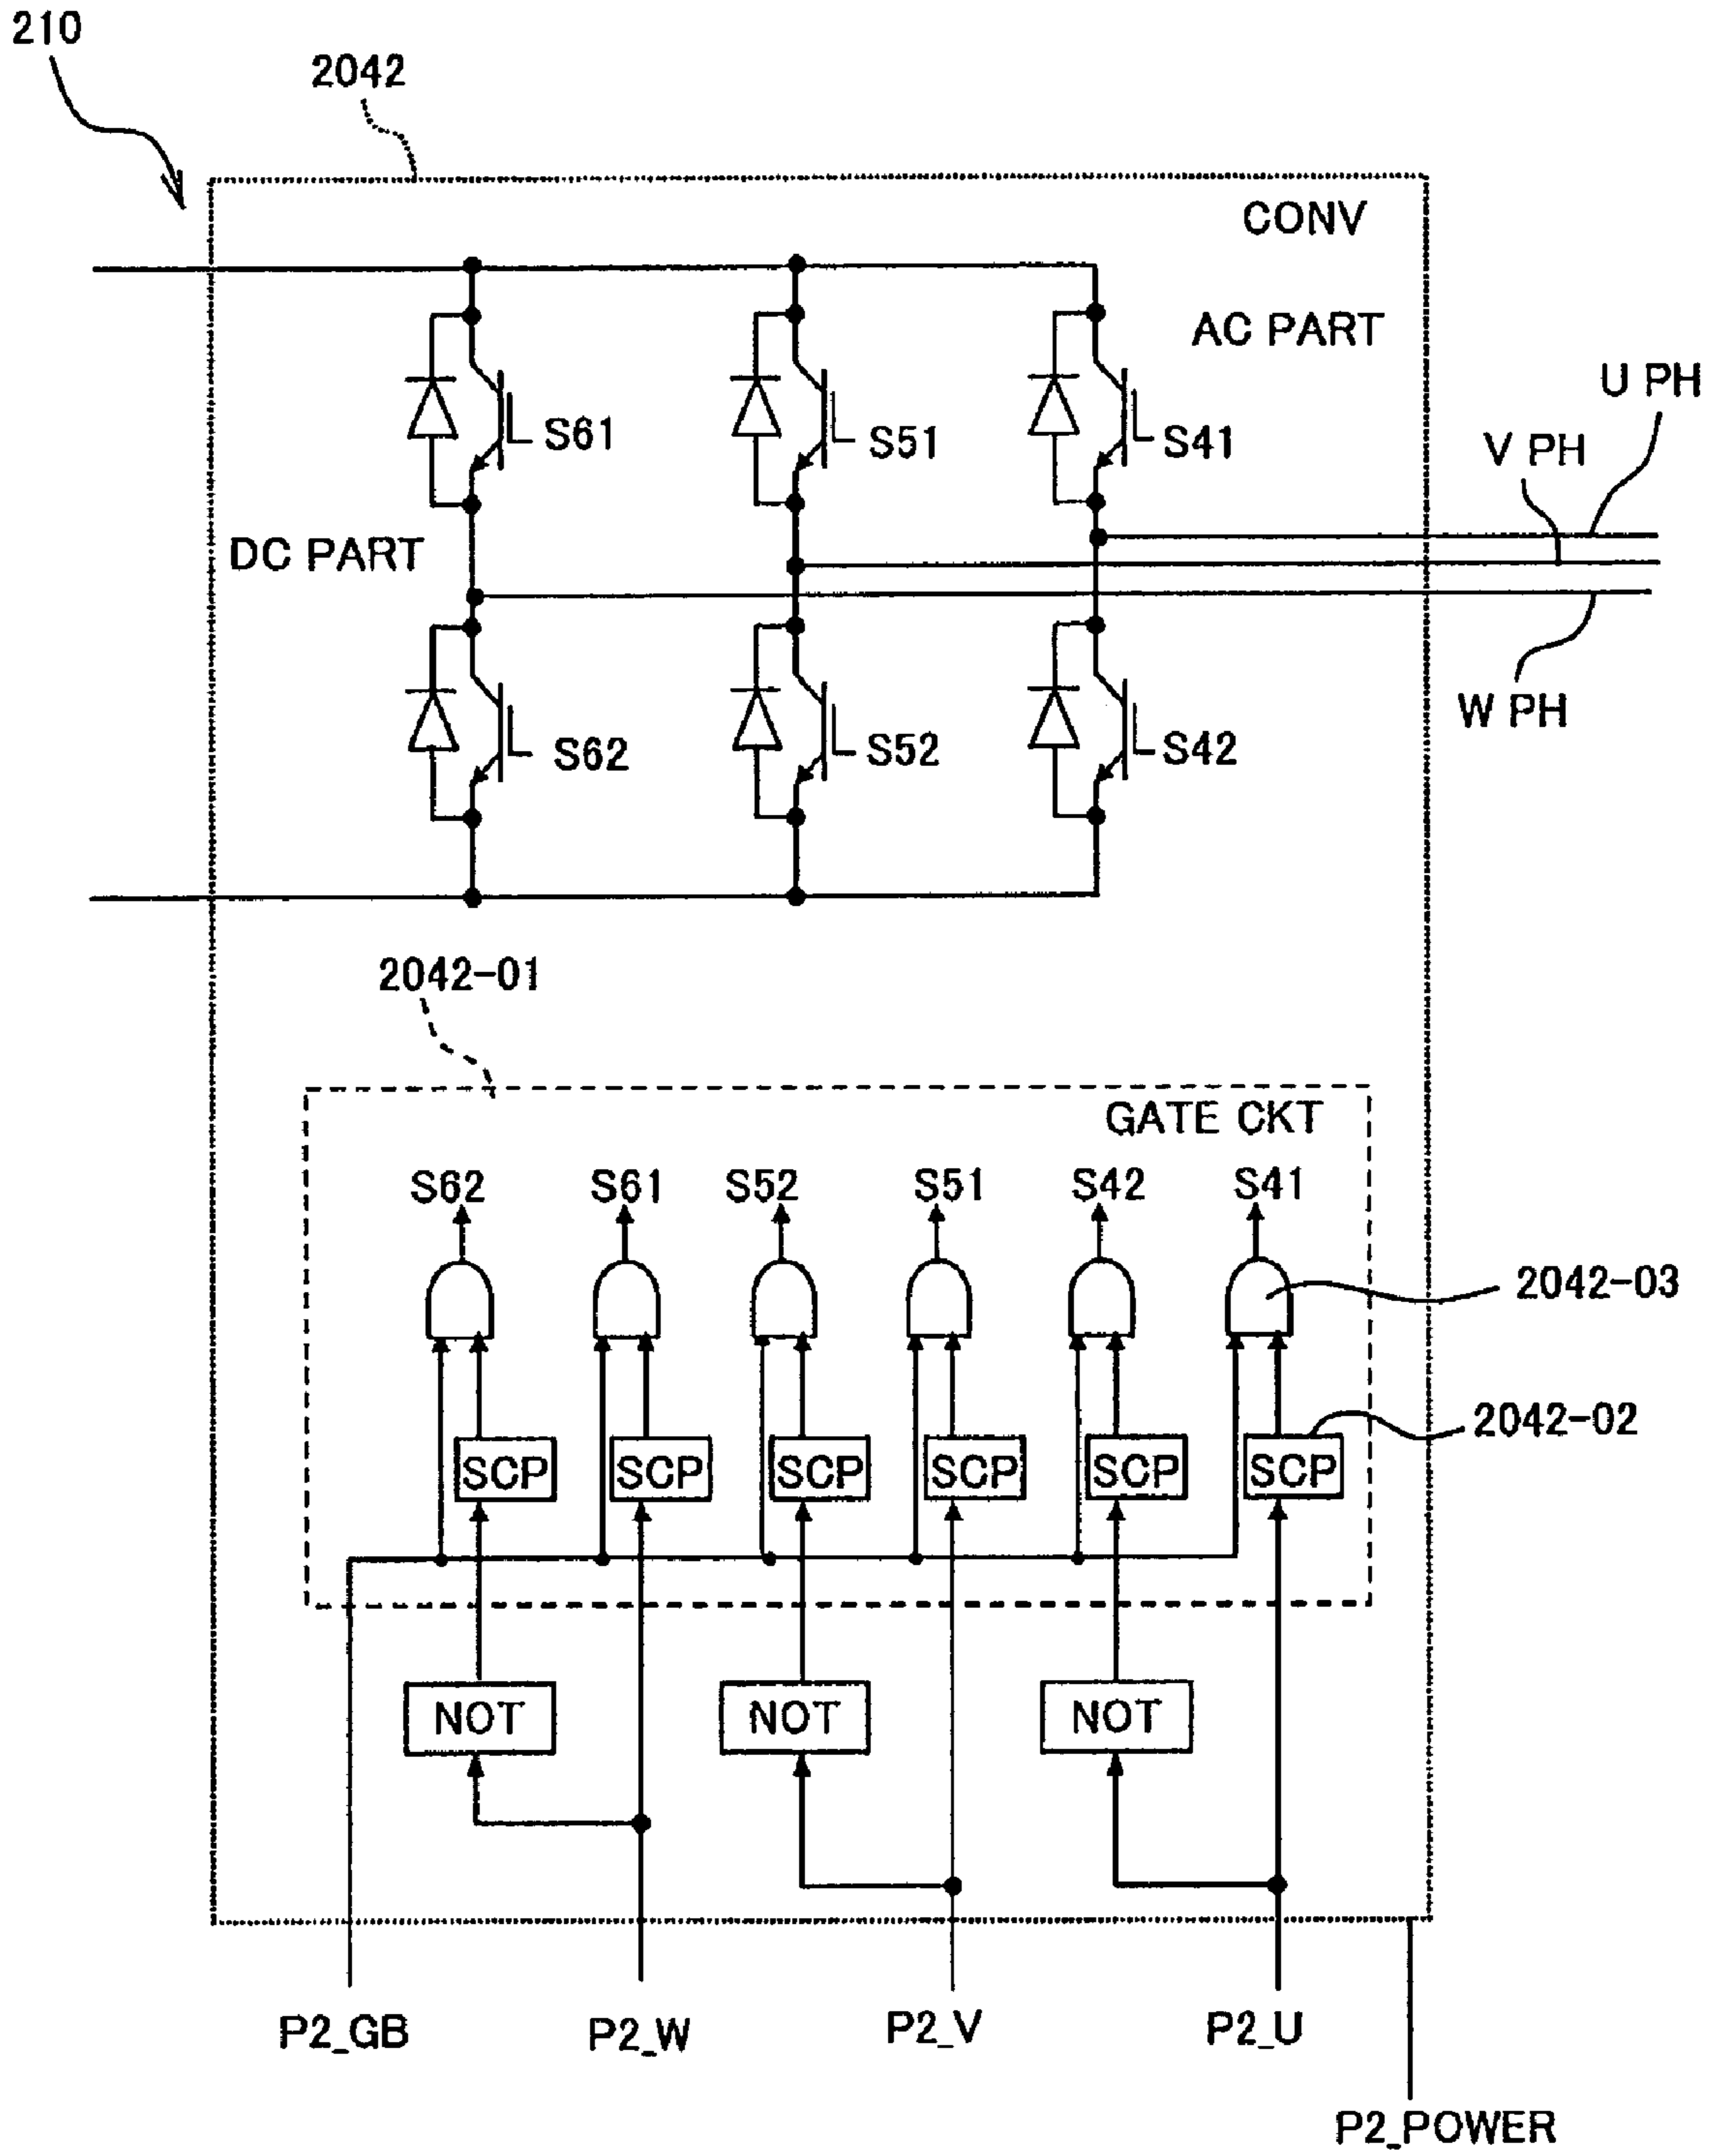 210
2042
CONV
AC PART
U PH
V PH
S61
S51
S41
DC PART
W PH
S62
S52
S42
2042-01
GATE CKT
S62
S61
S52
S51
S42
S41
2042-03
2042-02
SCP
SCP
SCP
SCP
SCP
SCP
NOT
NOT
NOT
P2_GB
P2_W
P2_V
P2_U
P2_POWER